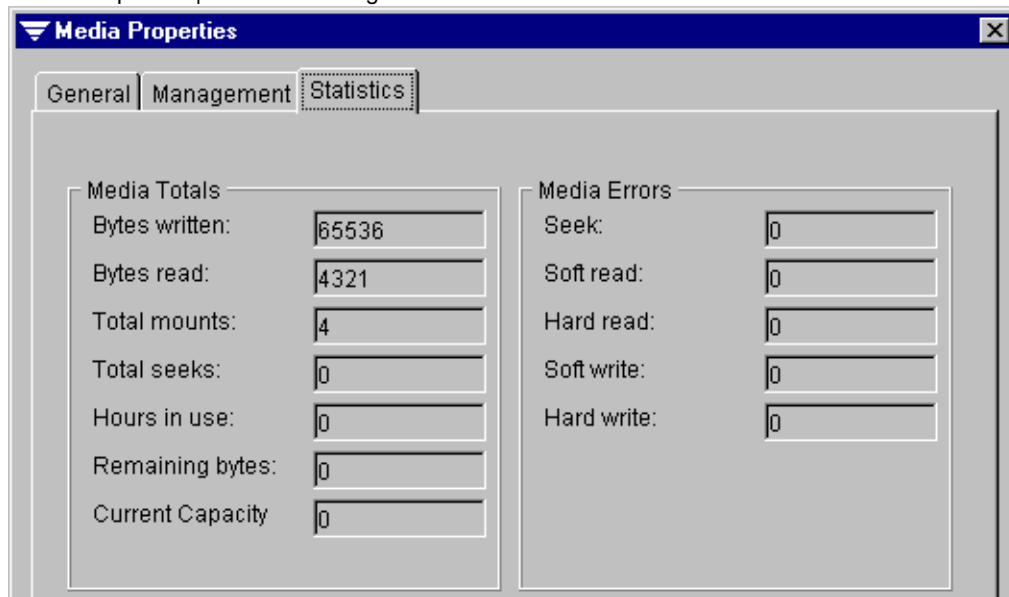 Media Properties
General Management Statistics
Media Totals
Bytes written: 65536
Bytes read: 4321
Total mounts: 4
Total seeks: 0
Hours in use: 0
Remaining bytes: 0
Current Capacity 0
Media Errors
Seek: 0
Soft read: 0
Hard read: 0
Soft write: 0
Hard write: 0